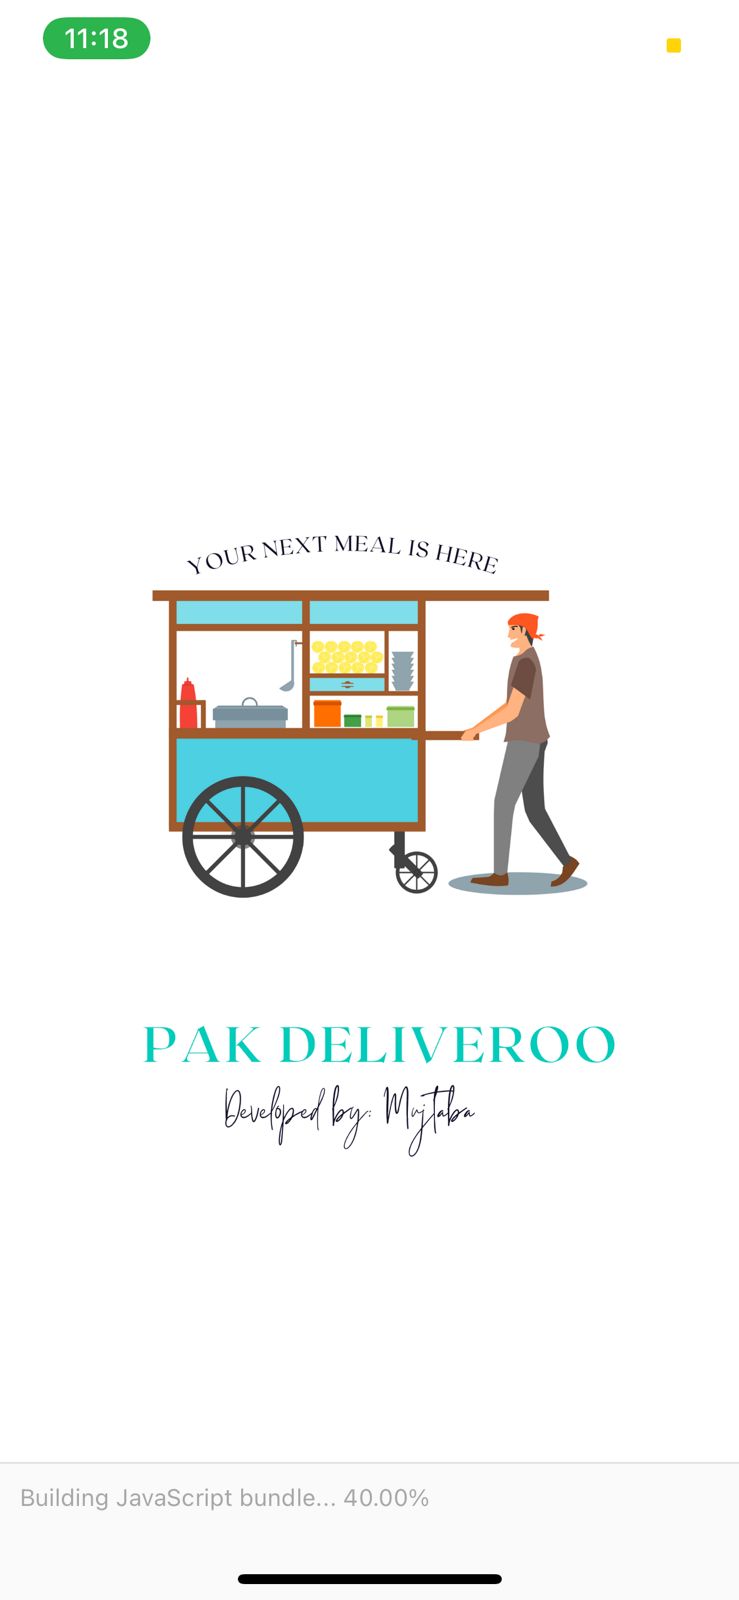 11:18
YOUR NEXT MEAL IS HERE
PAK DELIVEROO
Developed by: Mujtaba
Building JavaScript bundle... 40.00%